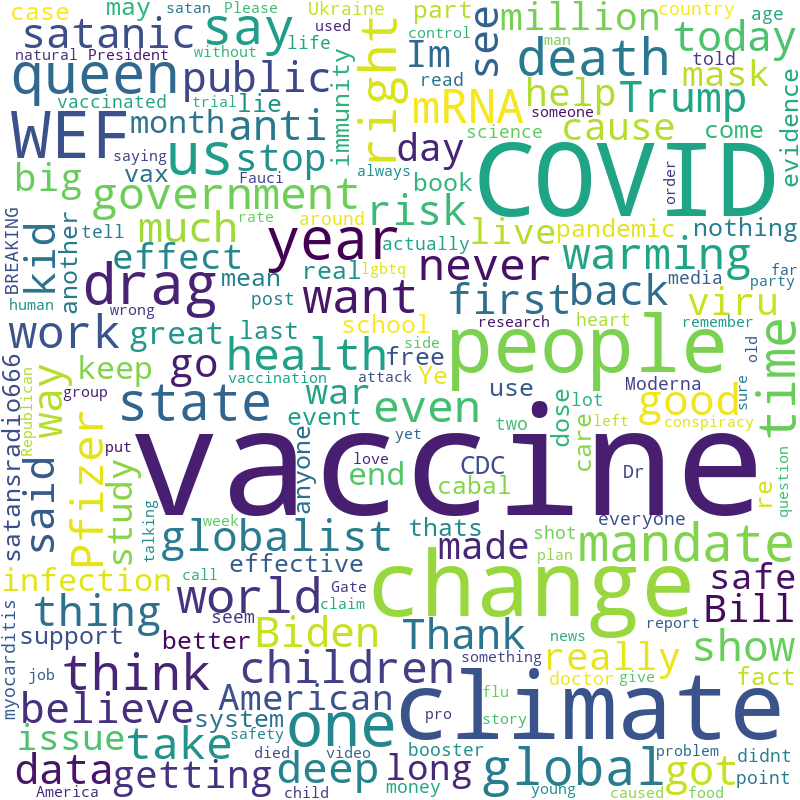 case
may
satan
Please
used
Ukraine
part
million
country
age
satanic
say
Im
see
control
man
today
natural
President
without
life
read
death
told
queen
public
right
help
Trump
mask
evidence
vaccinated
trial
lie
immunity
mRNA
someone
cause
come
WEF
month
anti
us
stop
science
COVID
saying
vax
Fauci
always
day
book
order
big
government
risk
live
pandemic
nothing
BREAKING
kid
another
tell
much
rate
around
year
actually
never
warming
effect
real
lgbtq
mean
media
far
party
human
drag
post
want
first
back
viru
time
wrong
work
great
last
school
research
heart
remember
satansradio666
Republican
way
keep
go
health
free
people
side
old
group
vaccination
war
attack
Ye
use
Moderna
sure
put
state
event
even
dose
lot
good
two
care
left
conspiracy
said
Pfizer
study
vaccine
anyone
yet
love
end
CDC
cabal
Dr
re
question
talking
week
globalist
thats
shot
everyone
made
plan
mandate
effective
infection
call
world
Gate
claim
change
safe
Bill
myocarditis
thing
seem
support
better
Biden
Thank
news
report
really
show
job
think
children
something
doctor
give
fact
believe
American
system
one
climate
flu
story
pro
issue
take
safety
died
video
booster
problem
didnt
data
getting
deep
long
global
got
point
America
child
money
young
caused
food